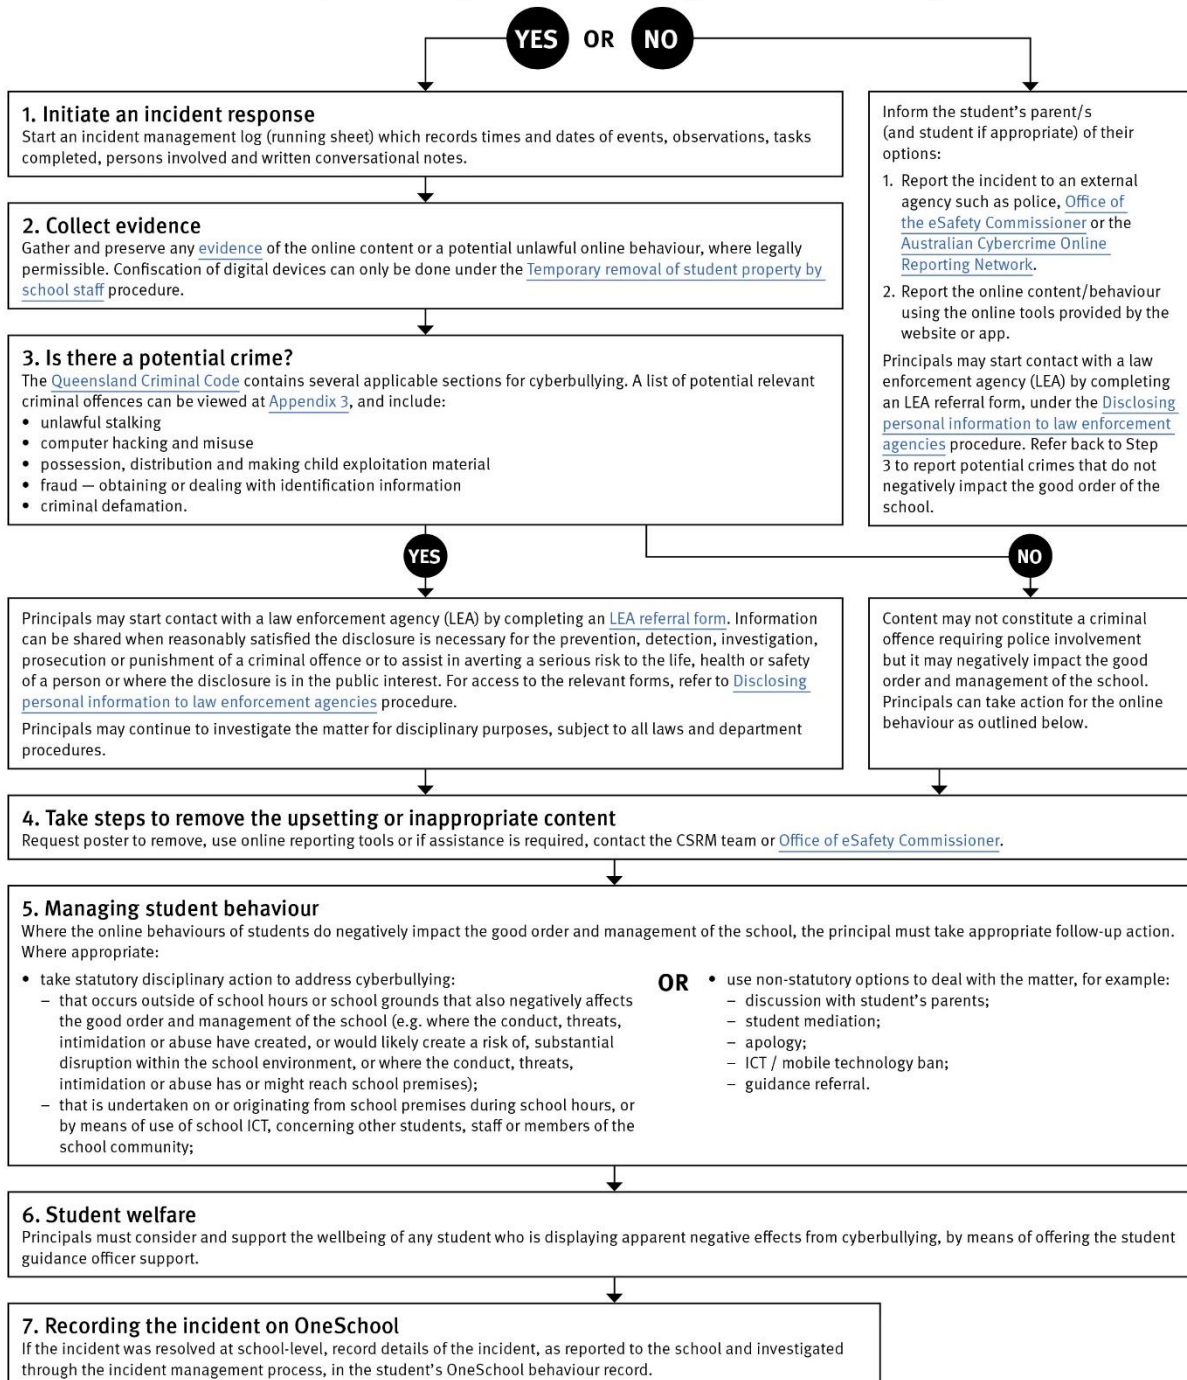 YES OR NO
1. Initiate an incident response
Start an incident management log (running sheet) which records times and dates of events, observations, tasks
completed, persons involved and written conversational notes.
2. Collect evidence
Gather and preserve any evidence of the online content or a potential unlawful online behaviour, where legally
permissible. Confiscation of digital devices can only be done under the Temporary removal of student property by
school staff procedure.
3. Is there a potential crime?
The Queensland Criminal Code contains several applicable sections for cyberbullying. A list of potential relevant
criminal offences can be viewed at Appendix 3, and include:
• unlawful stalking
• computer hacking and misuse
• possession, distribution and making child exploitation material
• fraud — obtaining or dealing with identification information
• criminal defamation.
Inform the student's parent/s
(and student if appropriate) of their
options:
1. Report the incident to an external
agency such as police, Office of
the eSafety Commissioner or the
Australian Cybercrime Online
Reporting Network.
2. Report the online content/behaviour
using the online tools provided by the
website or app.
Principals may start contact with a law
enforcement agency (LEA) by completing
an LEA referral form, under the Disclosing
personal information to law enforcement
agencies procedure. Refer back to Step
3 to report potential crimes that do not
negatively impact the good order of the
school.
YES
NO
Principals may start contact with a law enforcement agency (LEA) by completing an LEA referral form. Information
can be shared when reasonably satisfied the disclosure is necessary for the prevention, detection, investigation,
prosecution or punishment of a criminal offence or to assist in averting a serious risk to the life, health or safety
of a person or where the disclosure is in the public interest. For access to the relevant forms, refer to Disclosing
personal information to law enforcement agencies procedure.
Principals may continue to investigate the matter for disciplinary purposes, subject to all laws and department
procedures.
Content may not constitute a criminal
offence requiring police involvement
but it may negatively impact the good
order and management of the school.
Principals can take action for the online
behaviour as outlined below.
4. Take steps to remove the upsetting or inappropriate content
Request poster to remove, use online reporting tools or if assistance is required, contact the CSRM team or Office of eSafety Commissioner.
5. Managing student behaviour
Where the online behaviours of students do negatively impact the good order and management of the school, the principal must take appropriate follow-up action.
Where appropriate:
• take statutory disciplinary action to address cyberbullying:
– that occurs outside of school hours or school grounds that also negatively affects
the good order and management of the school (e.g. where the conduct, threats,
intimidation or abuse have created, or would likely create a risk of, substantial
disruption within the school environment, or where the conduct, threats,
intimidation or abuse has or might reach school premises);
– that is undertaken on or originating from school premises during school hours, or
by means of use of school ICT, concerning other students, staff or members of the
school community;
OR
• use non-statutory options to deal with the matter, for example:
– discussion with student's parents;
– student mediation;
– apology;
– ICT / mobile technology ban;
– guidance referral.
6. Student welfare
Principals must consider and support the wellbeing of any student who is displaying apparent negative effects from cyberbullying, by means of offering the student
guidance officer support.
7. Recording the incident on OneSchool
If the incident was resolved at school-level, record details of the incident, as reported to the school and investigated
through the incident management process, in the student's OneSchool behaviour record.